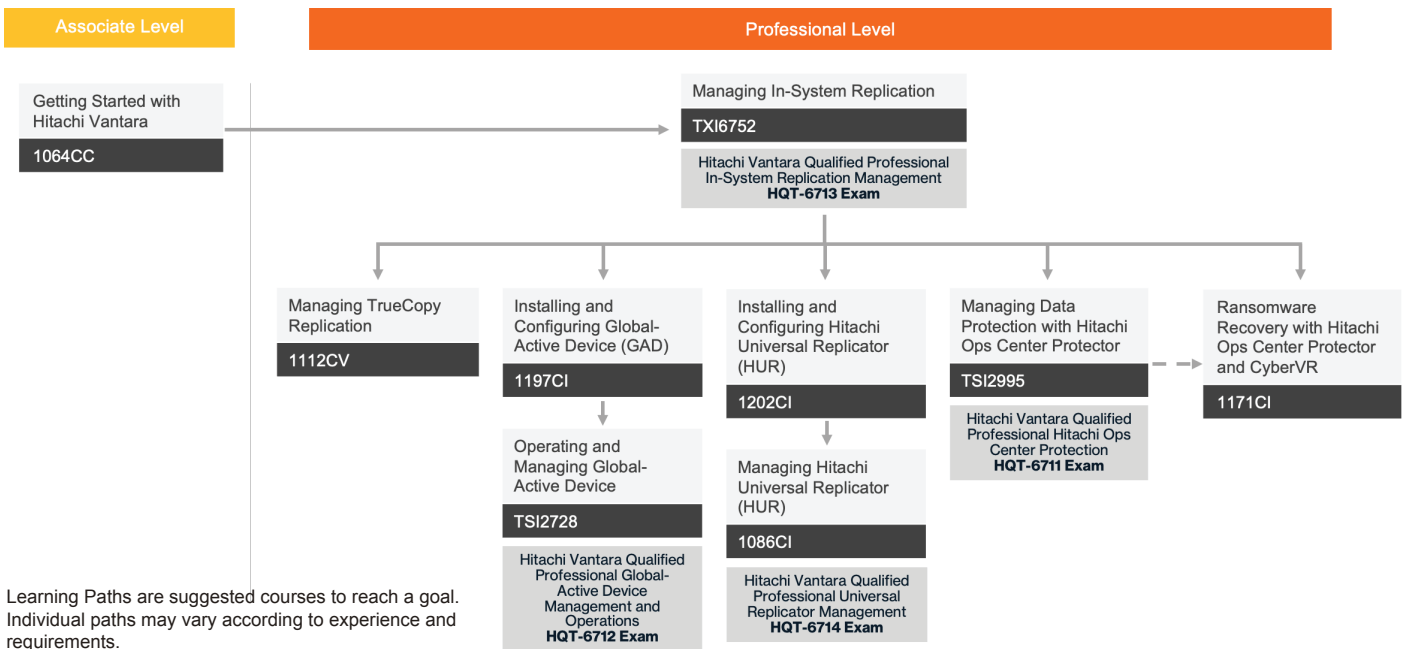 Associate Level
Professional Level
Getting Started with
Hitachi Vantara
1064CC
Managing In-System Replication
TXI6752
Hitachi Vantara Qualified Professional
In-System Replication Management
HQT-6713 Exam
Managing TrueCopy
Replication
1112CV
Installing and
Configuring Global-
Active Device (GAD)
1197CI
Operating and
Managing Global-
Active Device
TSI2728
Hitachi Vantara Qualified
Professional Global-
Active Device
Management and
Operations
HQT-6712 Exam
Installing and
Configuring Hitachi
Universal Replicator
(HUR)
1202CI
Managing Hitachi
Universal Replicator
(HUR)
1086CI
Hitachi Vantara Qualified
Professional Universal
Replicator Management
HQT-6714 Exam
Managing Data
Protection with Hitachi
Ops Center Protector
TSI2995
Hitachi Vantara Qualified
Professional Hitachi Ops
Center Protection
HQT-6711 Exam
Ransomware
Recovery with Hitachi
Ops Center Protector
and CyberVR
1171CI
Learning Paths are suggested courses to reach a goal.
Individual paths may vary according to experience and
requirements.